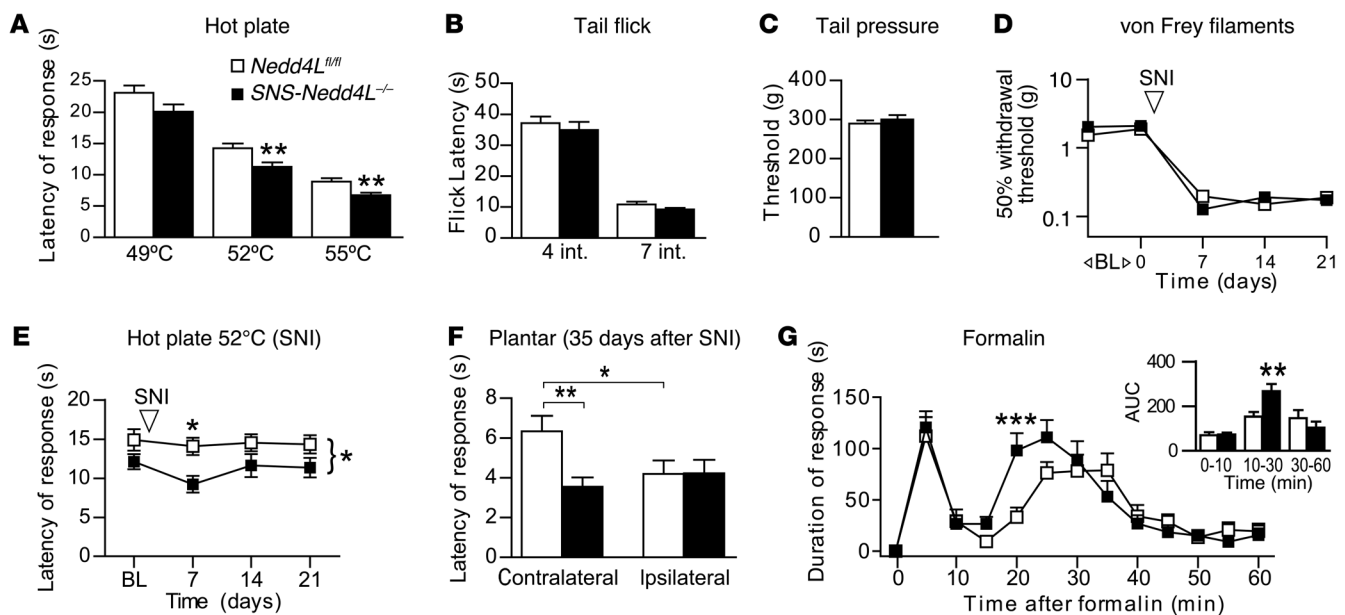 A Hot plate
Latency of response (s)
25
20
15
10
5
0
Nedd4L^fl/fl
SNS-Nedd4L^–/–
**
**
49ºC 52ºC 55ºC
B Tail flick
Flick Latency (s)
50
40
30
20
10
0
4 int. 7 int.
C Tail pressure
Threshold (g)
400
300
200
100
0
D von Frey filaments
50% withdrawal
threshold (g)
10
1
0.1
SNI
◃BL▹ 0 7 14 21
Time (days)
E Hot plate 52°C (SNI)
Latency of response (s)
20
15
10
5
0
SNI
*
*
BL 7 14 21
Time (days)
F Plantar (35 days after SNI)
Latency of response (s)
8
6
4
2
0
*
**
Contralateral Ipsilateral
G Formalin
Duration of response (s)
150
100
50
0
***
0 10 20 30 40 50 60
Time after formalin (min)
AUC
400
200
0
**
0-10 10-30 30-60
Time (min)